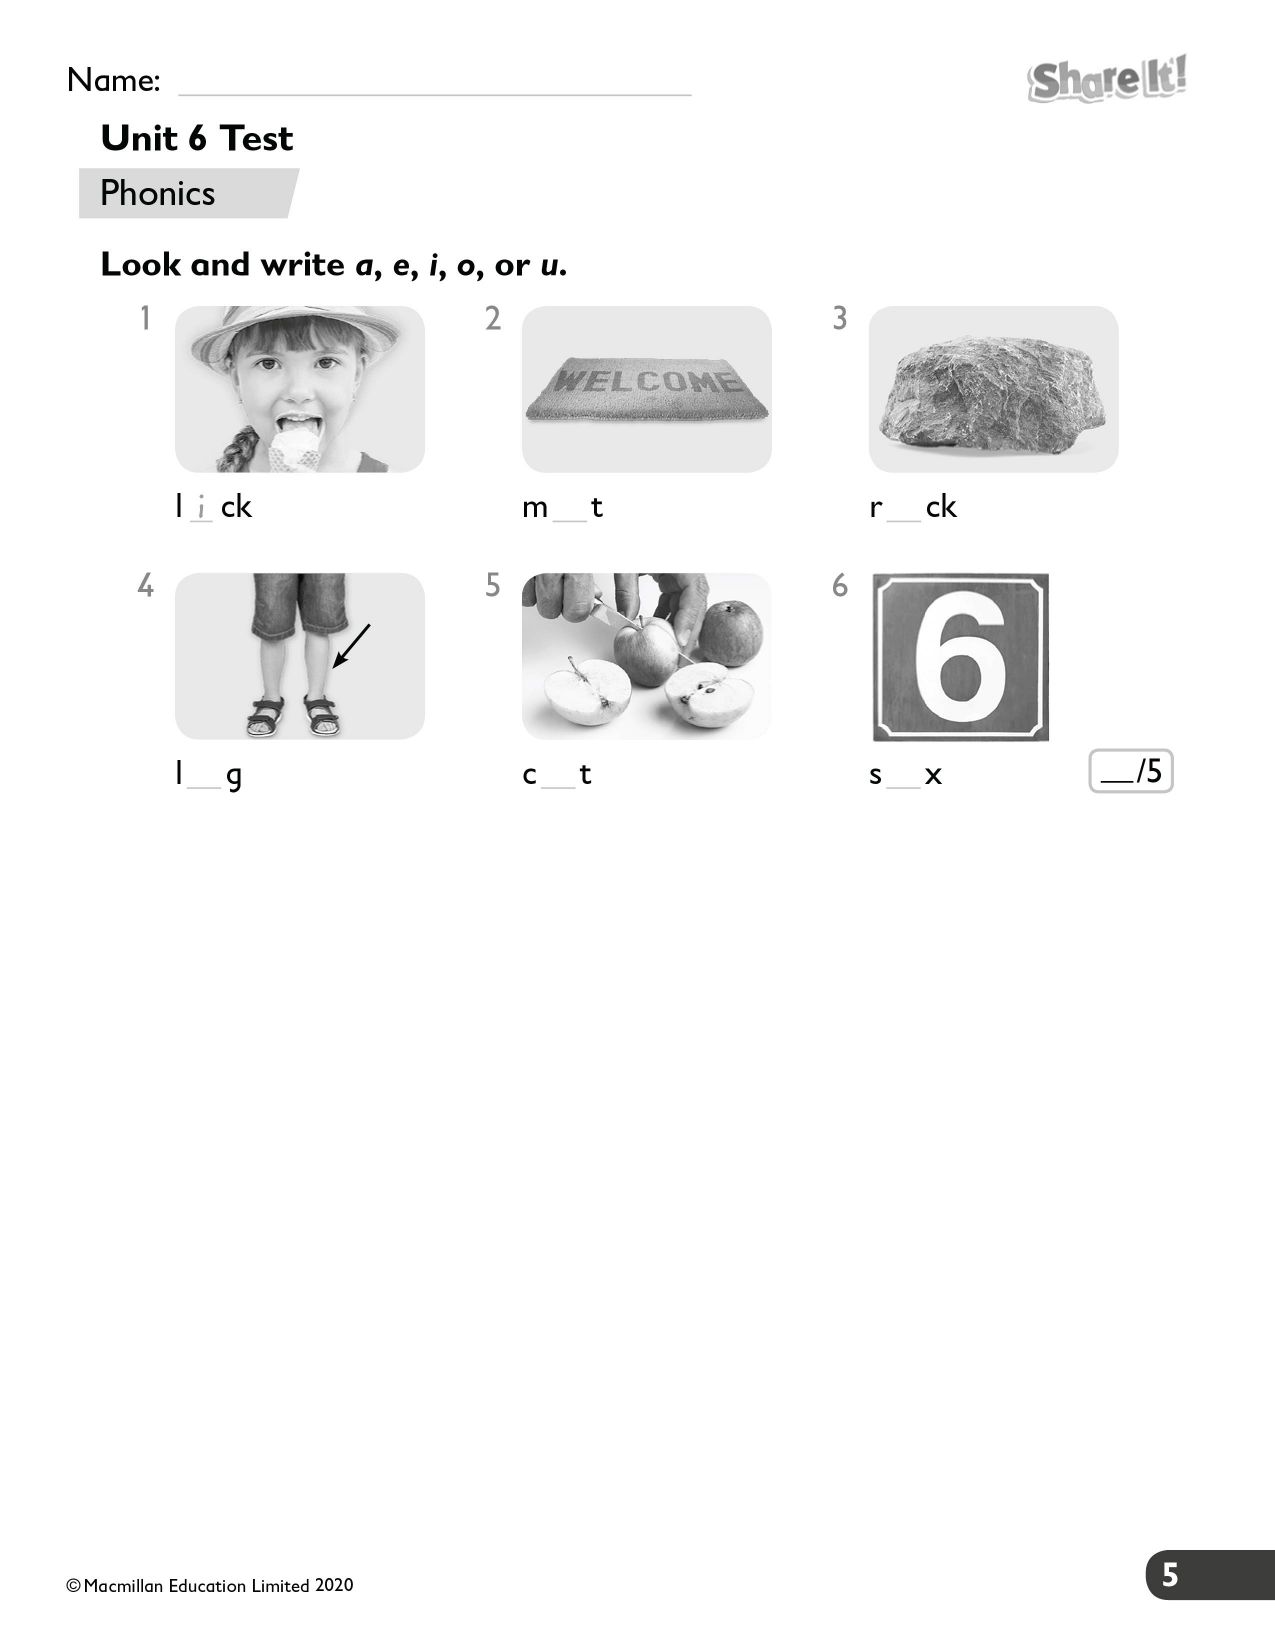 Name: 
Share It!
Unit 6 Test
Phonics
Look and write a, e, i, o, or u.
1 2 3
WELCOME
l i ck m __ t r __ ck
4 5 6
6
l __ g c __ t s __ x __/5
© Macmillan Education Limited 2020
5